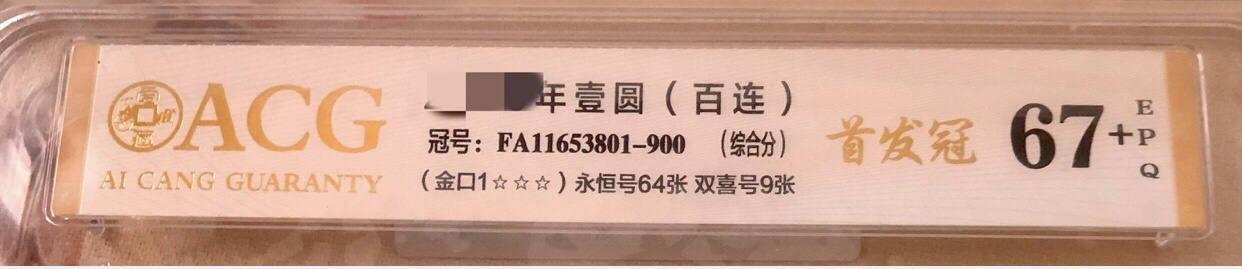 ACG
AI CANG GUARANTY
年壹圆（百连）
冠号：FA11653801-900 （综合分）
（金口1☆☆☆）永恒号64张 双喜号9张
首发冠
67+
EPQ